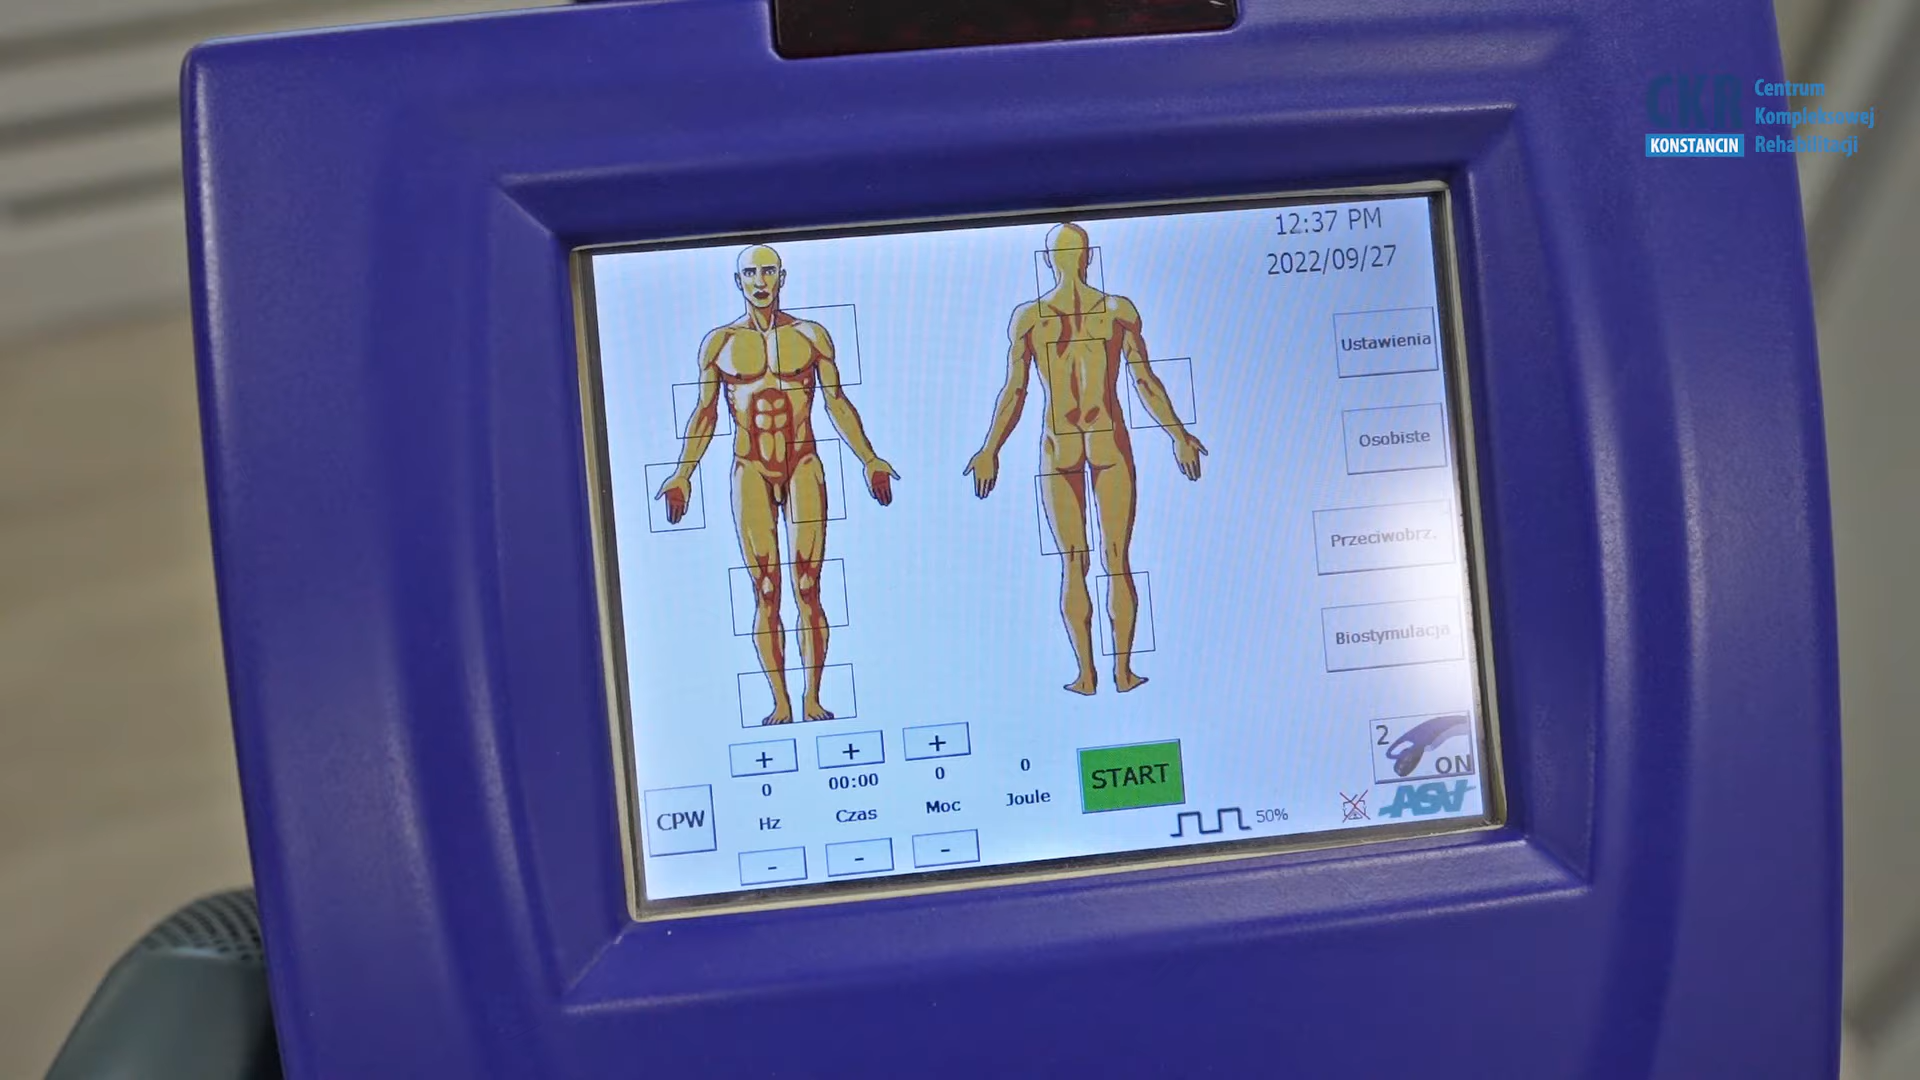 CKR
KONSTANCIN
Centrum
Kompleksowej
Rehabilitacji
12:37 PM
2022/09/27
Ustawienia
Osobiste
Przeciwobrz.
Biostymulacja
2
ON
ASA
+ + +
0 00:00 0 0
Hz Czas Moc Joule
- - -
CPW
START
50%